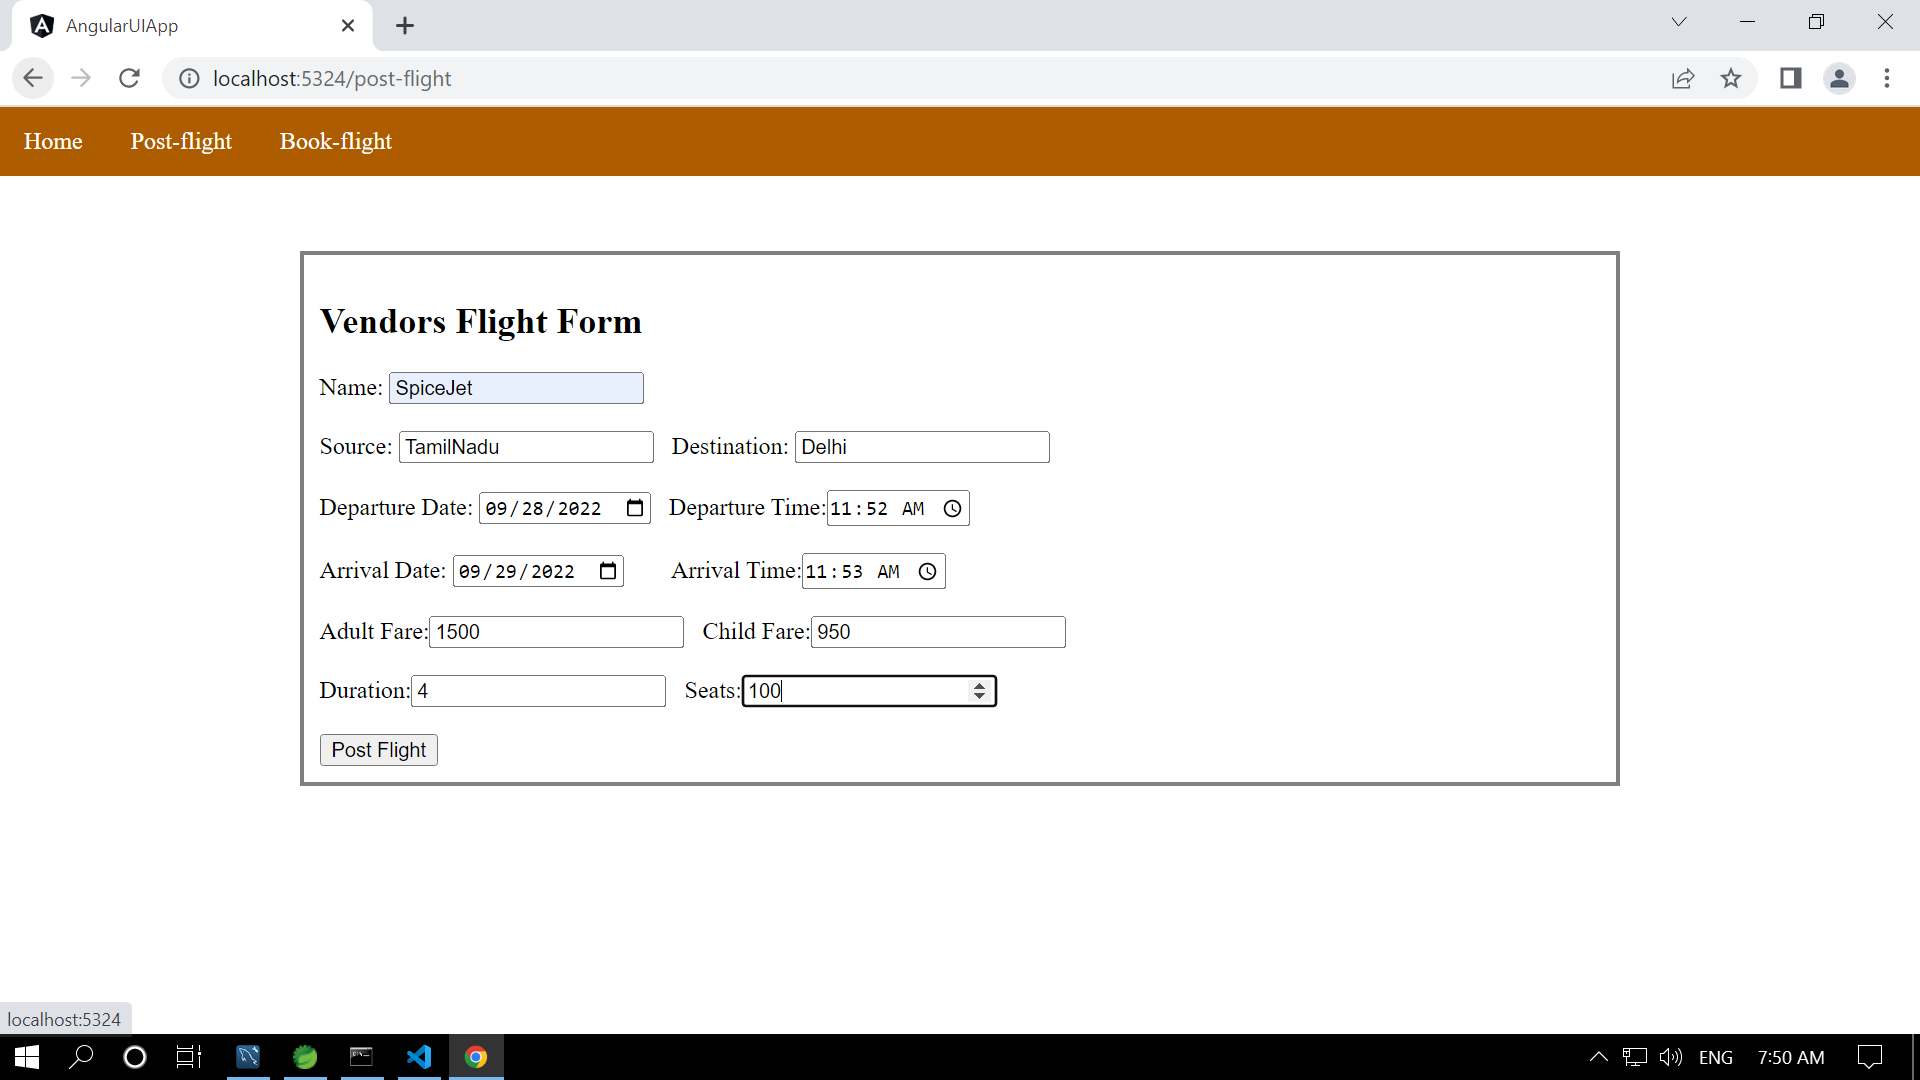 AngularUIApp
localhost:5324/post-flight
Home Post-flight Book-flight
Vendors Flight Form
Name: SpiceJet
Source: TamilNadu Destination: Delhi
Departure Date: 09/28/2022 Departure Time: 11:52 AM
Arrival Date: 09/29/2022 Arrival Time: 11:53 AM
Adult Fare: 1500 Child Fare: 950
Duration: 4 Seats: 100
Post Flight
localhost:5324
ENG 7:50 AM